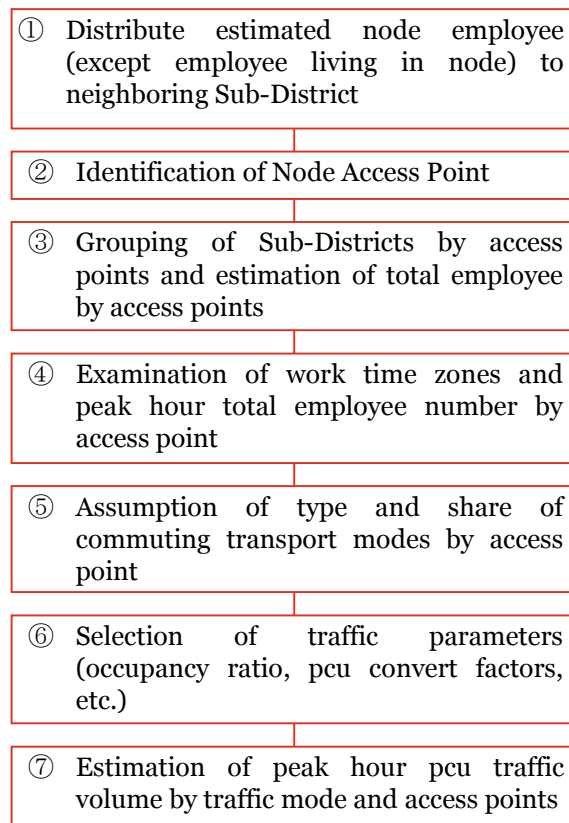 ① Distribute estimated node employee
(except employee living in node) to
neighboring Sub-District
② Identification of Node Access Point
③ Grouping of Sub-Districts by access
points and estimation of total employee
by access points
④ Examination of work time zones and
peak hour total employee number by
access point
⑤ Assumption of type and share of
commuting transport modes by access
point
⑥ Selection of traffic parameters
(occupancy ratio, pcu convert factors,
etc.)
⑦ Estimation of peak hour pcu traffic
volume by traffic mode and access points